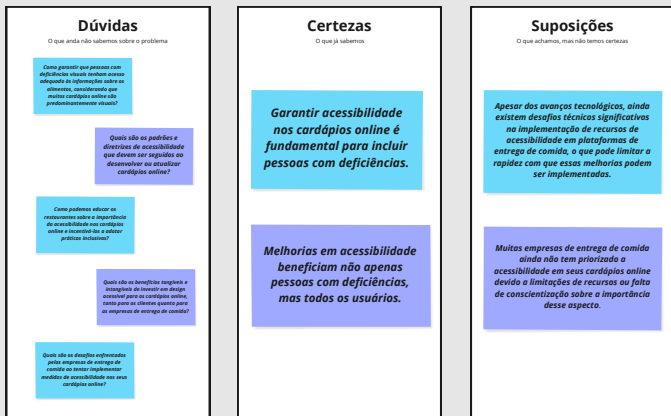 Dúvidas
O que anda não sabemos sobre o problema
Como garantir que pessoas com
deficiências visuais tenham acesso
adequado às informações sobre os
alimentos, considerando que
muitos cardápios online são
predominantemente visuais?
Quais são os padrões e
diretrizes de acessibilidade
que devem ser seguidos ao
desenvolver ou atualizar
cardápios online?
Como podemos educar os
restaurantes sobre a importância
da acessibilidade nos cardápios
online e incentivá-los a adotar
práticas inclusivas?
Quais são os benefícios tangíveis e
intangíveis de investir em design
acessível para os cardápios online,
tanto para os clientes quanto para
as empresas de entrega de comida?
Quais são os desafios enfrentados
pelas empresas de entrega de
comida ao tentar implementar
medidas de acessibilidade nos seus
cardápios online?
Certezas
O que já sabemos
Garantir acessibilidade
nos cardápios online é
fundamental para incluir
pessoas com deficiências.
Melhorias em acessibilidade
beneficiam não apenas
pessoas com deficiências,
mas todos os usuários.
Suposições
O que achamos, mas não temos certezas
Apesar dos avanços tecnológicos, ainda
existem desafios técnicos significativos
na implementação de recursos de
acessibilidade em plataformas de
entrega de comida, o que pode limitar a
rapidez com que essas melhorias podem
ser implementadas.
Muitas empresas de entrega de comida
ainda não tem priorizado a
acessibilidade em seus cardápios online
devido a limitações de recursos ou falta
de conscientização sobre a importância
desse aspecto.